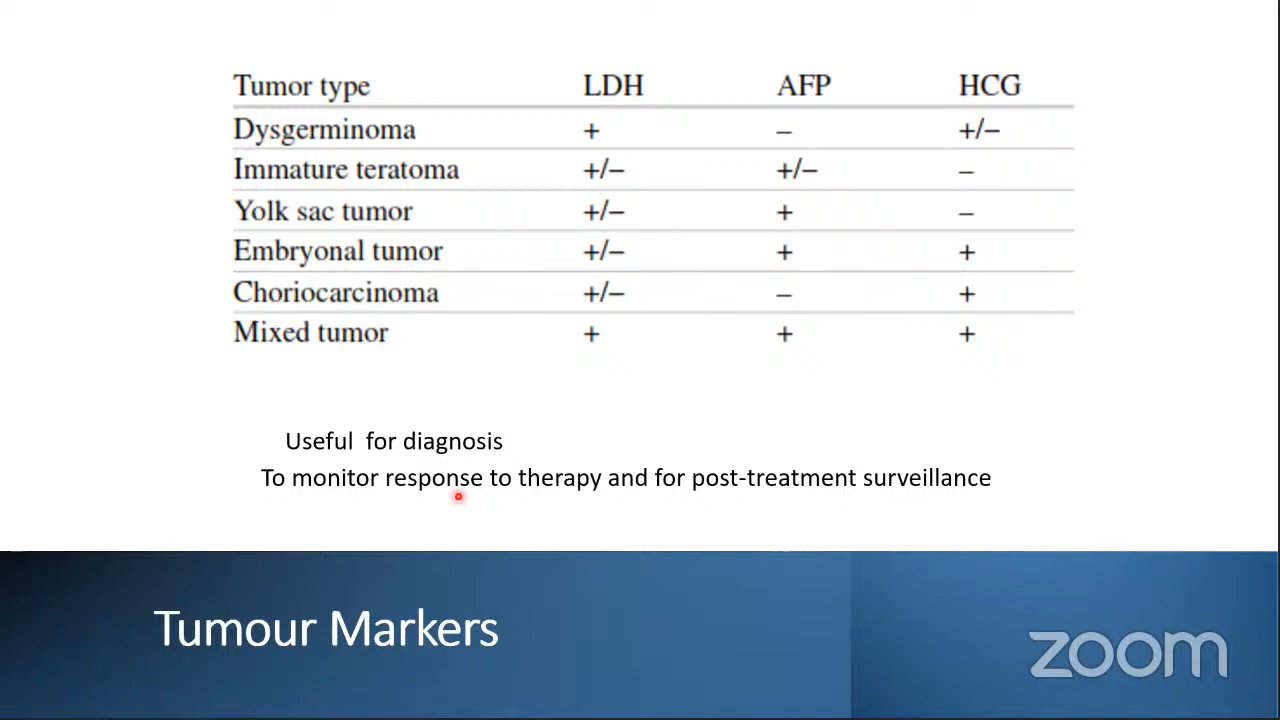 Tumor type LDH AFP HCG
Dysgerminoma + – +/–
Immature teratoma +/– +/– –
Yolk sac tumor +/– + –
Embryonal tumor +/– + +
Choriocarcinoma +/– – +
Mixed tumor + + +
Useful for diagnosis
To monitor response to therapy and for post-treatment surveillance
Tumour Markers
zoom